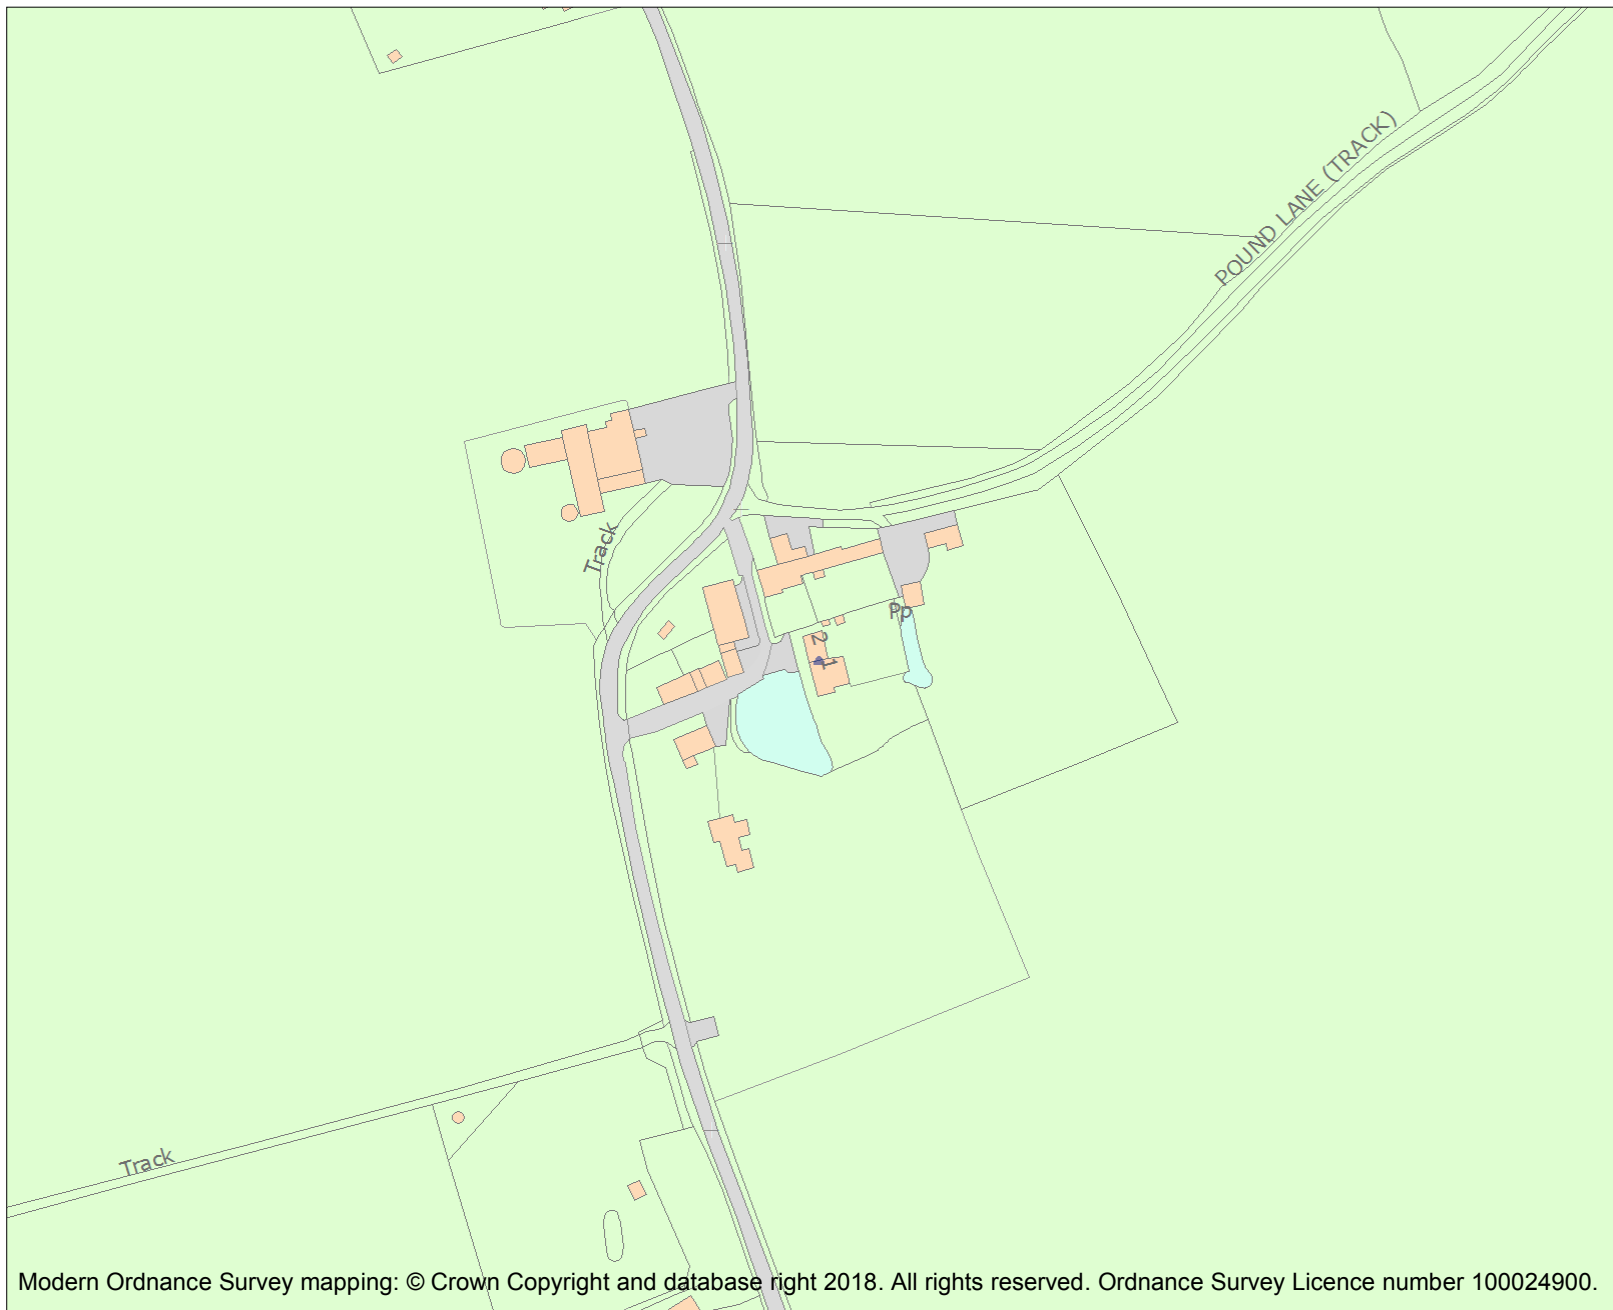 POUND LANE (TRACK)
Track
Pp
2
1
Track
Modern Ordnance Survey mapping: © Crown Copyright and database right 2018. All rights reserved. Ordnance Survey Licence number 100024900.